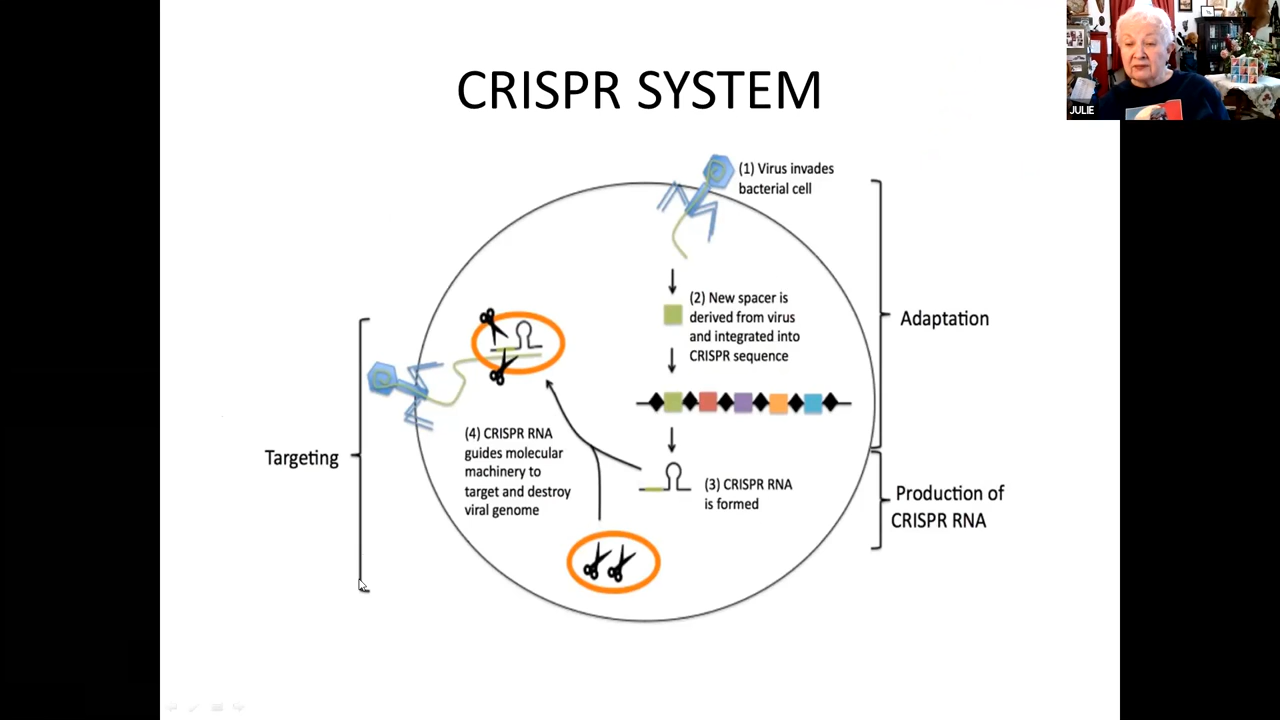 CRISPR SYSTEM
JULIE
(1) Virus invades
bacterial cell
(2) New spacer is
derived from virus
and integrated into
CRISPR sequence
Adaptation
(3) CRISPR RNA
is formed
Production of
CRISPR RNA
(4) CRISPR RNA
guides molecular
machinery to
target and destroy
viral genome
Targeting